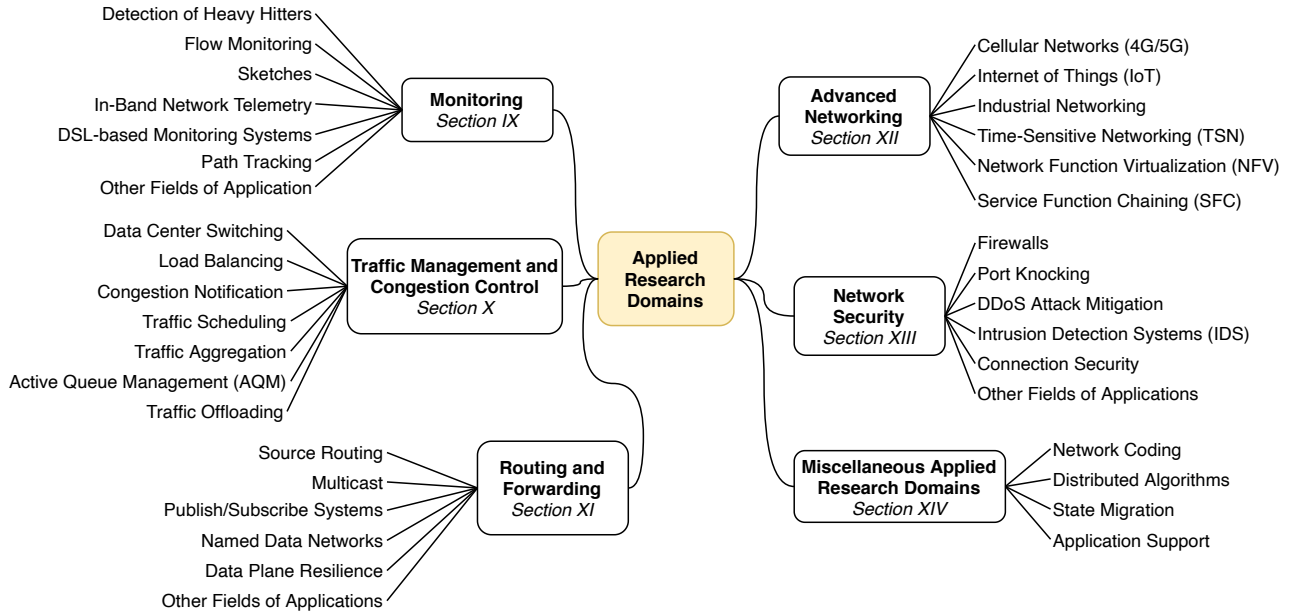 Detection of Heavy Hitters
Flow Monitoring
Sketches
In-Band Network Telemetry
DSL-based Monitoring Systems
Path Tracking
Other Fields of Application
Monitoring
Section IX
Data Center Switching
Load Balancing
Congestion Notification
Traffic Scheduling
Traffic Aggregation
Active Queue Management (AQM)
Traffic Offloading
Traffic Management and
Congestion Control
Section X
Source Routing
Multicast
Publish/Subscribe Systems
Named Data Networks
Data Plane Resilience
Other Fields of Applications
Routing and
Forwarding
Section XI
Applied
Research
Domains
Advanced
Networking
Section XII
Cellular Networks (4G/5G)
Internet of Things (IoT)
Industrial Networking
Time-Sensitive Networking (TSN)
Network Function Virtualization (NFV)
Service Function Chaining (SFC)
Network
Security
Section XIII
Firewalls
Port Knocking
DDoS Attack Mitigation
Intrusion Detection Systems (IDS)
Connection Security
Other Fields of Applications
Miscellaneous Applied
Research Domains
Section XIV
Network Coding
Distributed Algorithms
State Migration
Application Support